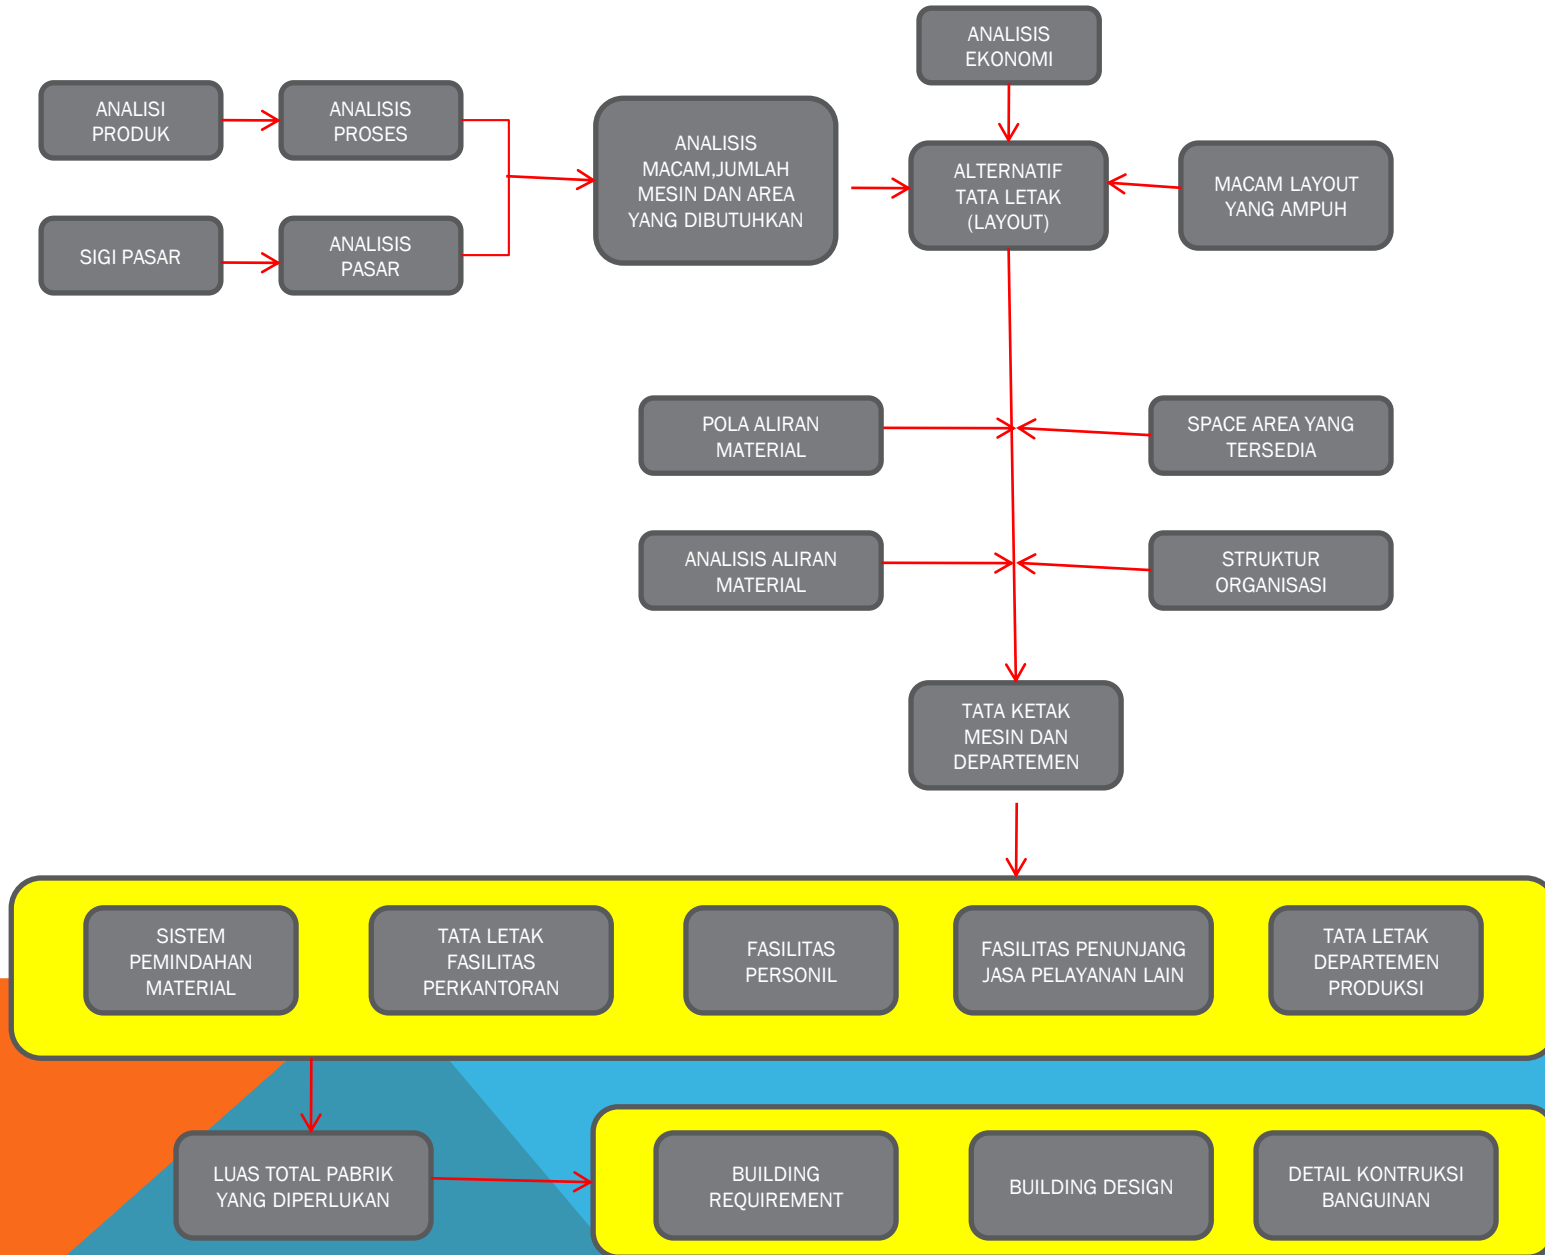 ANALISIS
EKONOMI
ANALISI
PRODUK
ANALISIS
PROSES
ANALISIS
MACAM,JUMLAH
MESIN DAN AREA
YANG DIBUTUHKAN
ALTERNATIF
TATA LETAK
(LAYOUT)
MACAM LAYOUT
YANG AMPUH
SIGI PASAR
ANALISIS
PASAR
POLA ALIRAN
MATERIAL
SPACE AREA YANG
TERSEDIA
ANALISIS ALIRAN
MATERIAL
STRUKTUR
ORGANISASI
TATA KETAK
MESIN DAN
DEPARTEMEN
SISTEM
PEMINDAHAN
MATERIAL
TATA LETAK
FASILITAS
PERKANTORAN
FASILITAS
PERSONIL
FASILITAS PENUNJANG
JASA PELAYANAN LAIN
TATA LETAK
DEPARTEMEN
PRODUKSI
LUAS TOTAL PABRIK
YANG DIPERLUKAN
BUILDING
REQUIREMENT
BUILDING DESIGN
DETAIL KONTRUKSI
BANGUINAN